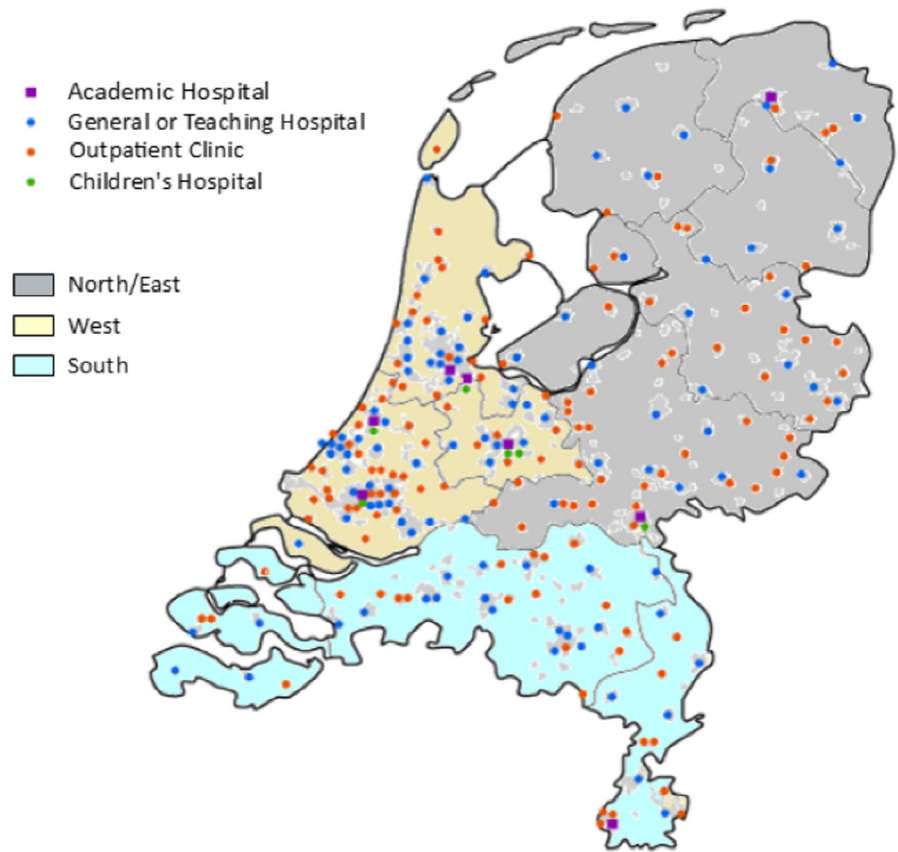 Academic Hospital
General or Teaching Hospital
Outpatient Clinic
Children's Hospital
North/East
West
South